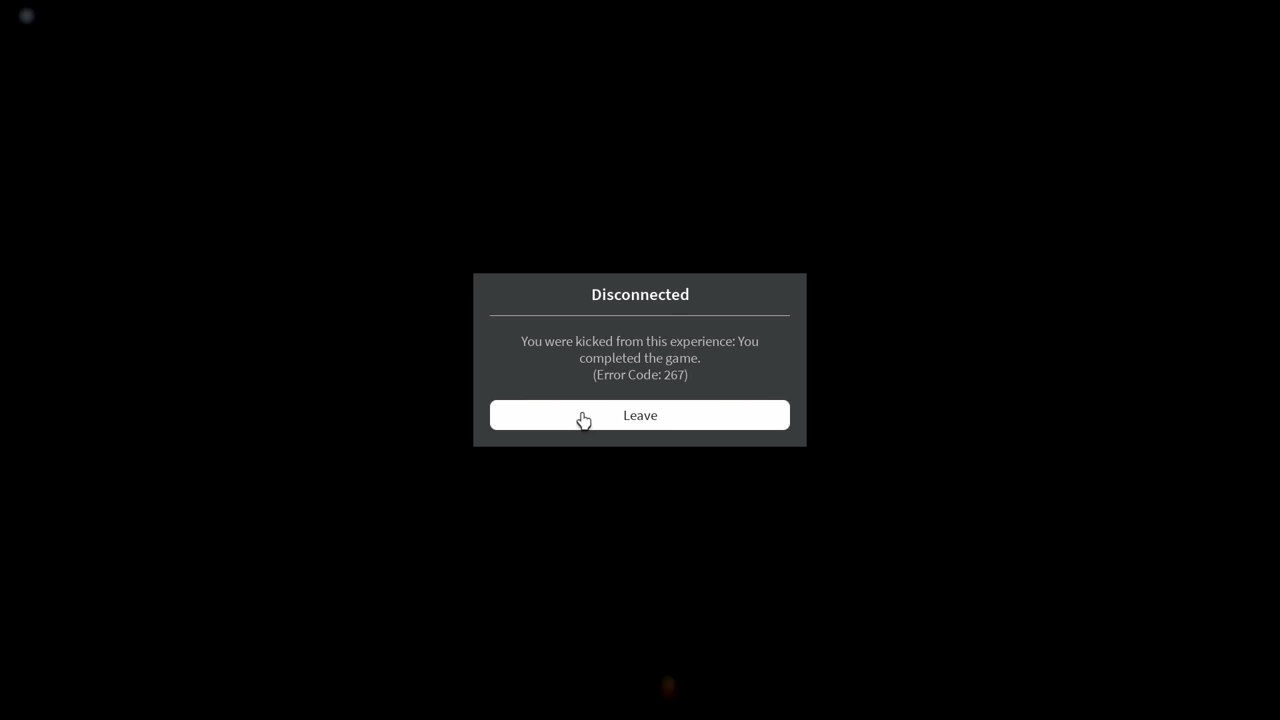 Disconnected
You were kicked from this experience: You
completed the game.
(Error Code: 267)
Leave